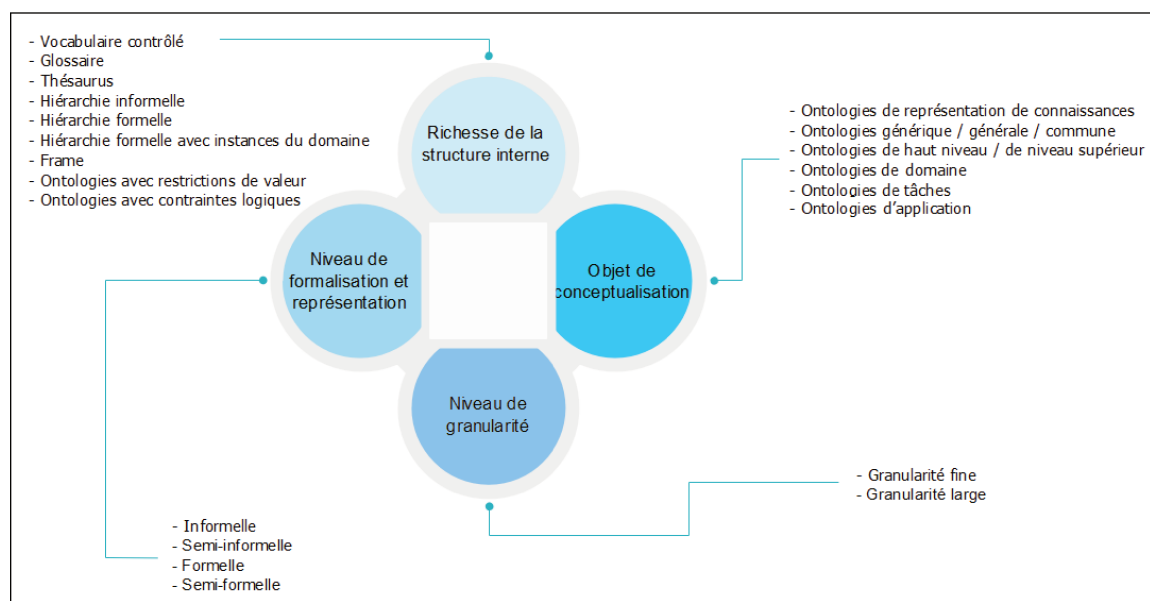 - Vocabulaire contrôlé
- Glossaire
- Thésaurus
- Hiérarchie informelle
- Hiérarchie formelle
- Hiérarchie formelle avec instances du domaine
- Frame
- Ontologies avec restrictions de valeur
- Ontologies avec contraintes logiques
Richesse de la
structure interne
- Ontologies de représentation de connaissances
- Ontologies générique / générale / commune
- Ontologies de haut niveau / de niveau supérieur
- Ontologies de domaine
- Ontologies de tâches
- Ontologies d'application
Niveau de
formalisation et
représentation
Objet de
conceptualisation
Niveau de
granularité
- Granularité fine
- Granularité large
- Informelle
- Semi-informelle
- Formelle
- Semi-formelle